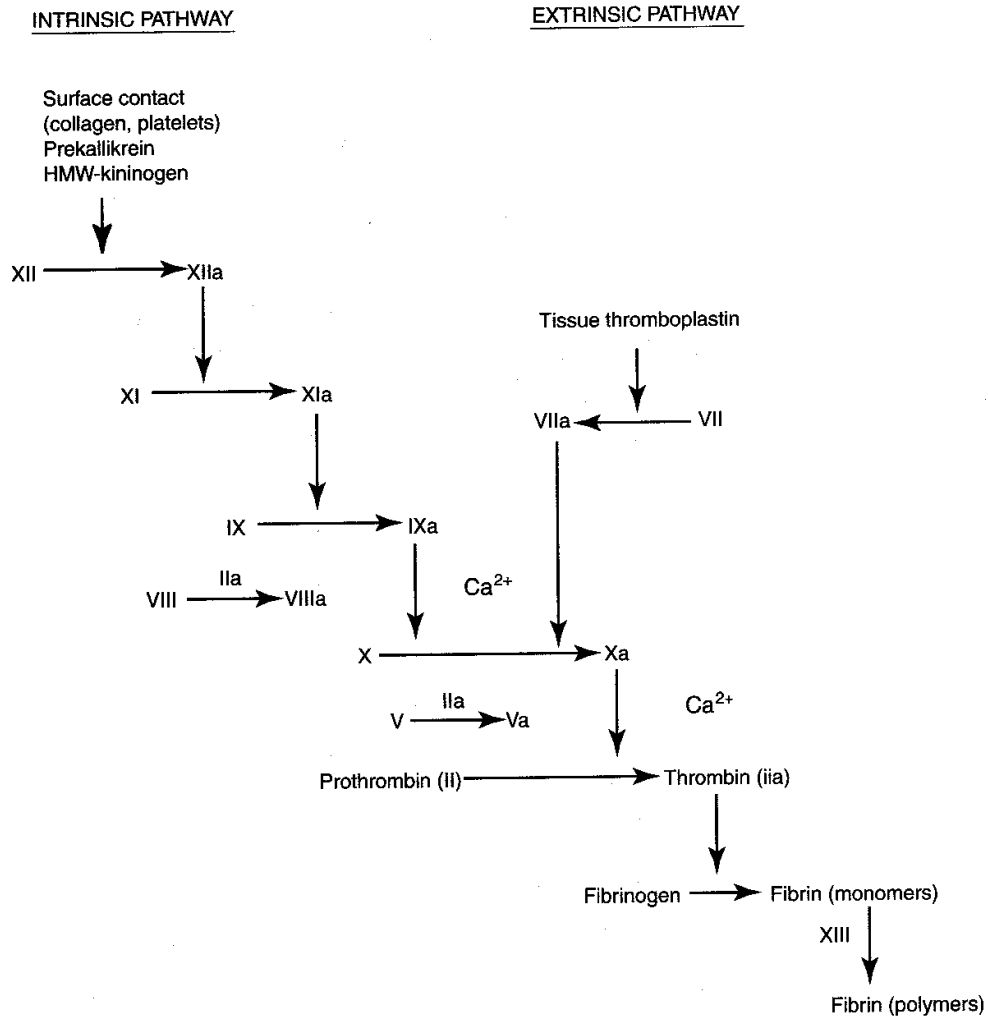 INTRINSIC PATHWAY
EXTRINSIC PATHWAY
Surface contact
(collagen, platelets)
Prekallikrein
HMW-kininogen
XII
XIIa
Tissue thromboplastin
XI
XIa
VIIa
VII
IX
IXa
IIa
VIII
VIIIa
Ca2+
X
Xa
IIa
V
Va
Ca2+
Prothrombin (II)
Thrombin (iia)
Fibrinogen
Fibrin (monomers)
XIII
Fibrin (polymers)